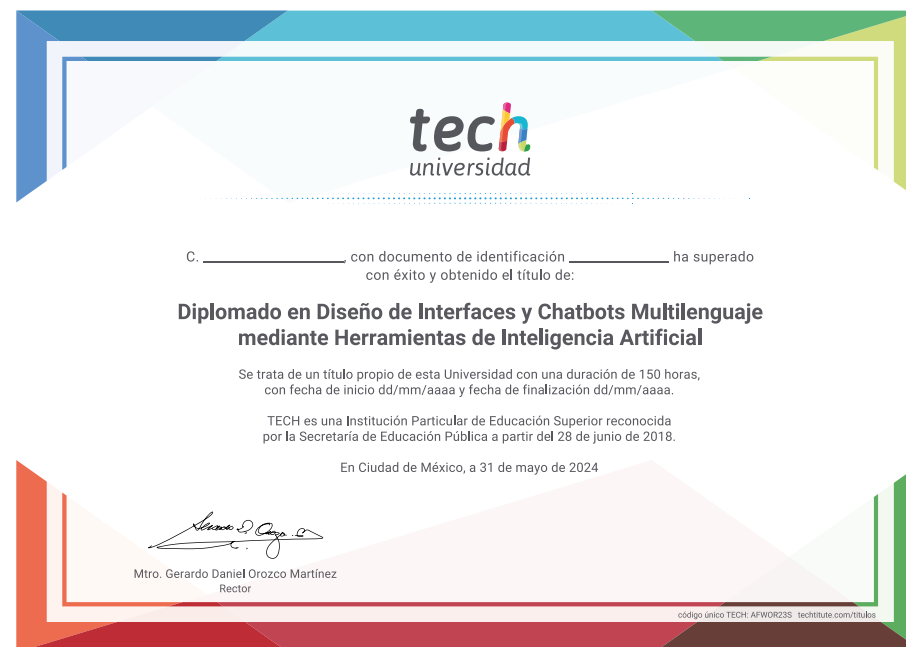 tech
universidad
C. ________________, con documento de identificación ____________ ha superado
con éxito y obtenido el título de:
Diplomado en Diseño de Interfaces y Chatbots Multilenguaje
mediante Herramientas de Inteligencia Artificial
Se trata de un título propio de esta Universidad con una duración de 150 horas,
con fecha de inicio dd/mm/aaaa y fecha de finalización dd/mm/aaaa.
TECH es una Institución Particular de Educación Superior reconocida
por la Secretaría de Educación Pública a partir del 28 de junio de 2018.
En Ciudad de México, a 31 de mayo de 2024
Mtro. Gerardo Daniel Orozco Martínez
Rector
código único TECH: AFWOR23S techtitute.com/titulos